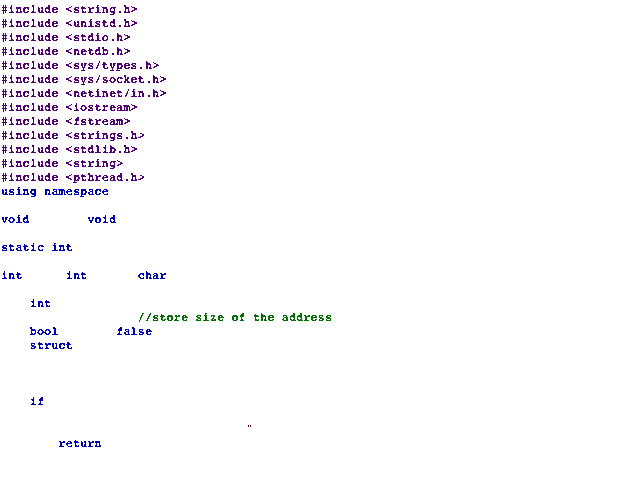 #include <string.h>
#include <unistd.h>
#include <stdio.h>
#include <netdb.h>
#include <sys/types.h>
#include <sys/socket.h>
#include <netinet/in.h>
#include <iostream>
#include <fstream>
#include <strings.h>
#include <stdlib.h>
#include <string>
#include <pthread.h>
using namespace
void void
static int
int int char
int
//store size of the address
bool false
struct
if
"
return